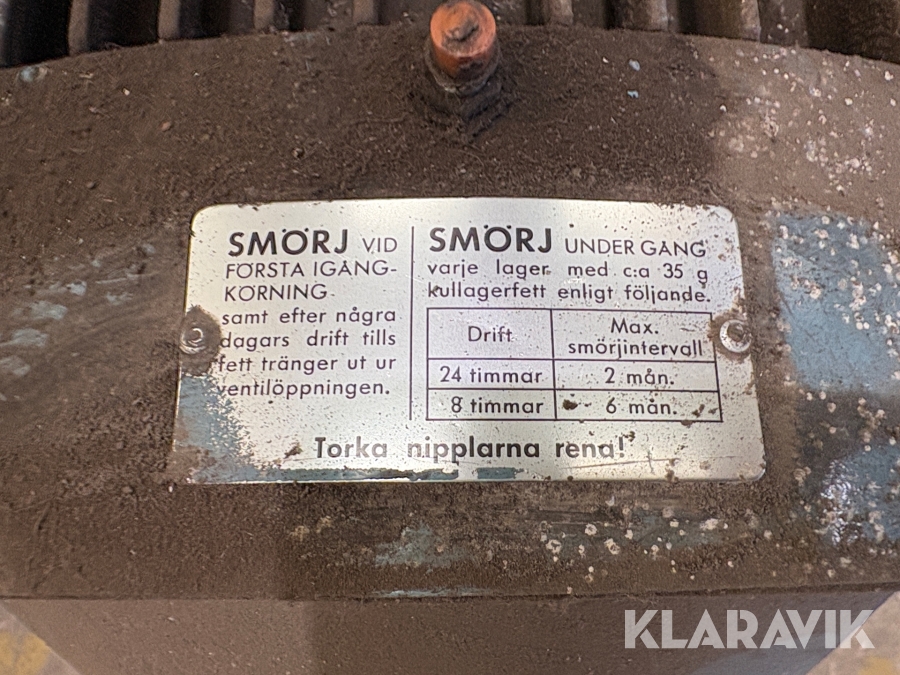 SMÖRJ VID
FÖRSTA IGÅNG-
KÖRNING
samt efter några
dagars drift tills
fett tränger ut ur
ventilöppningen.
SMÖRJ UNDER GÅNG
varje lager med c:a 35 g
kullagerfett enligt följande.
Drift
Max.
smörjintervall
24 timmar 2 mån.
8 timmar 6 mån.
Torka nipplarna rena!
KLARAVIK